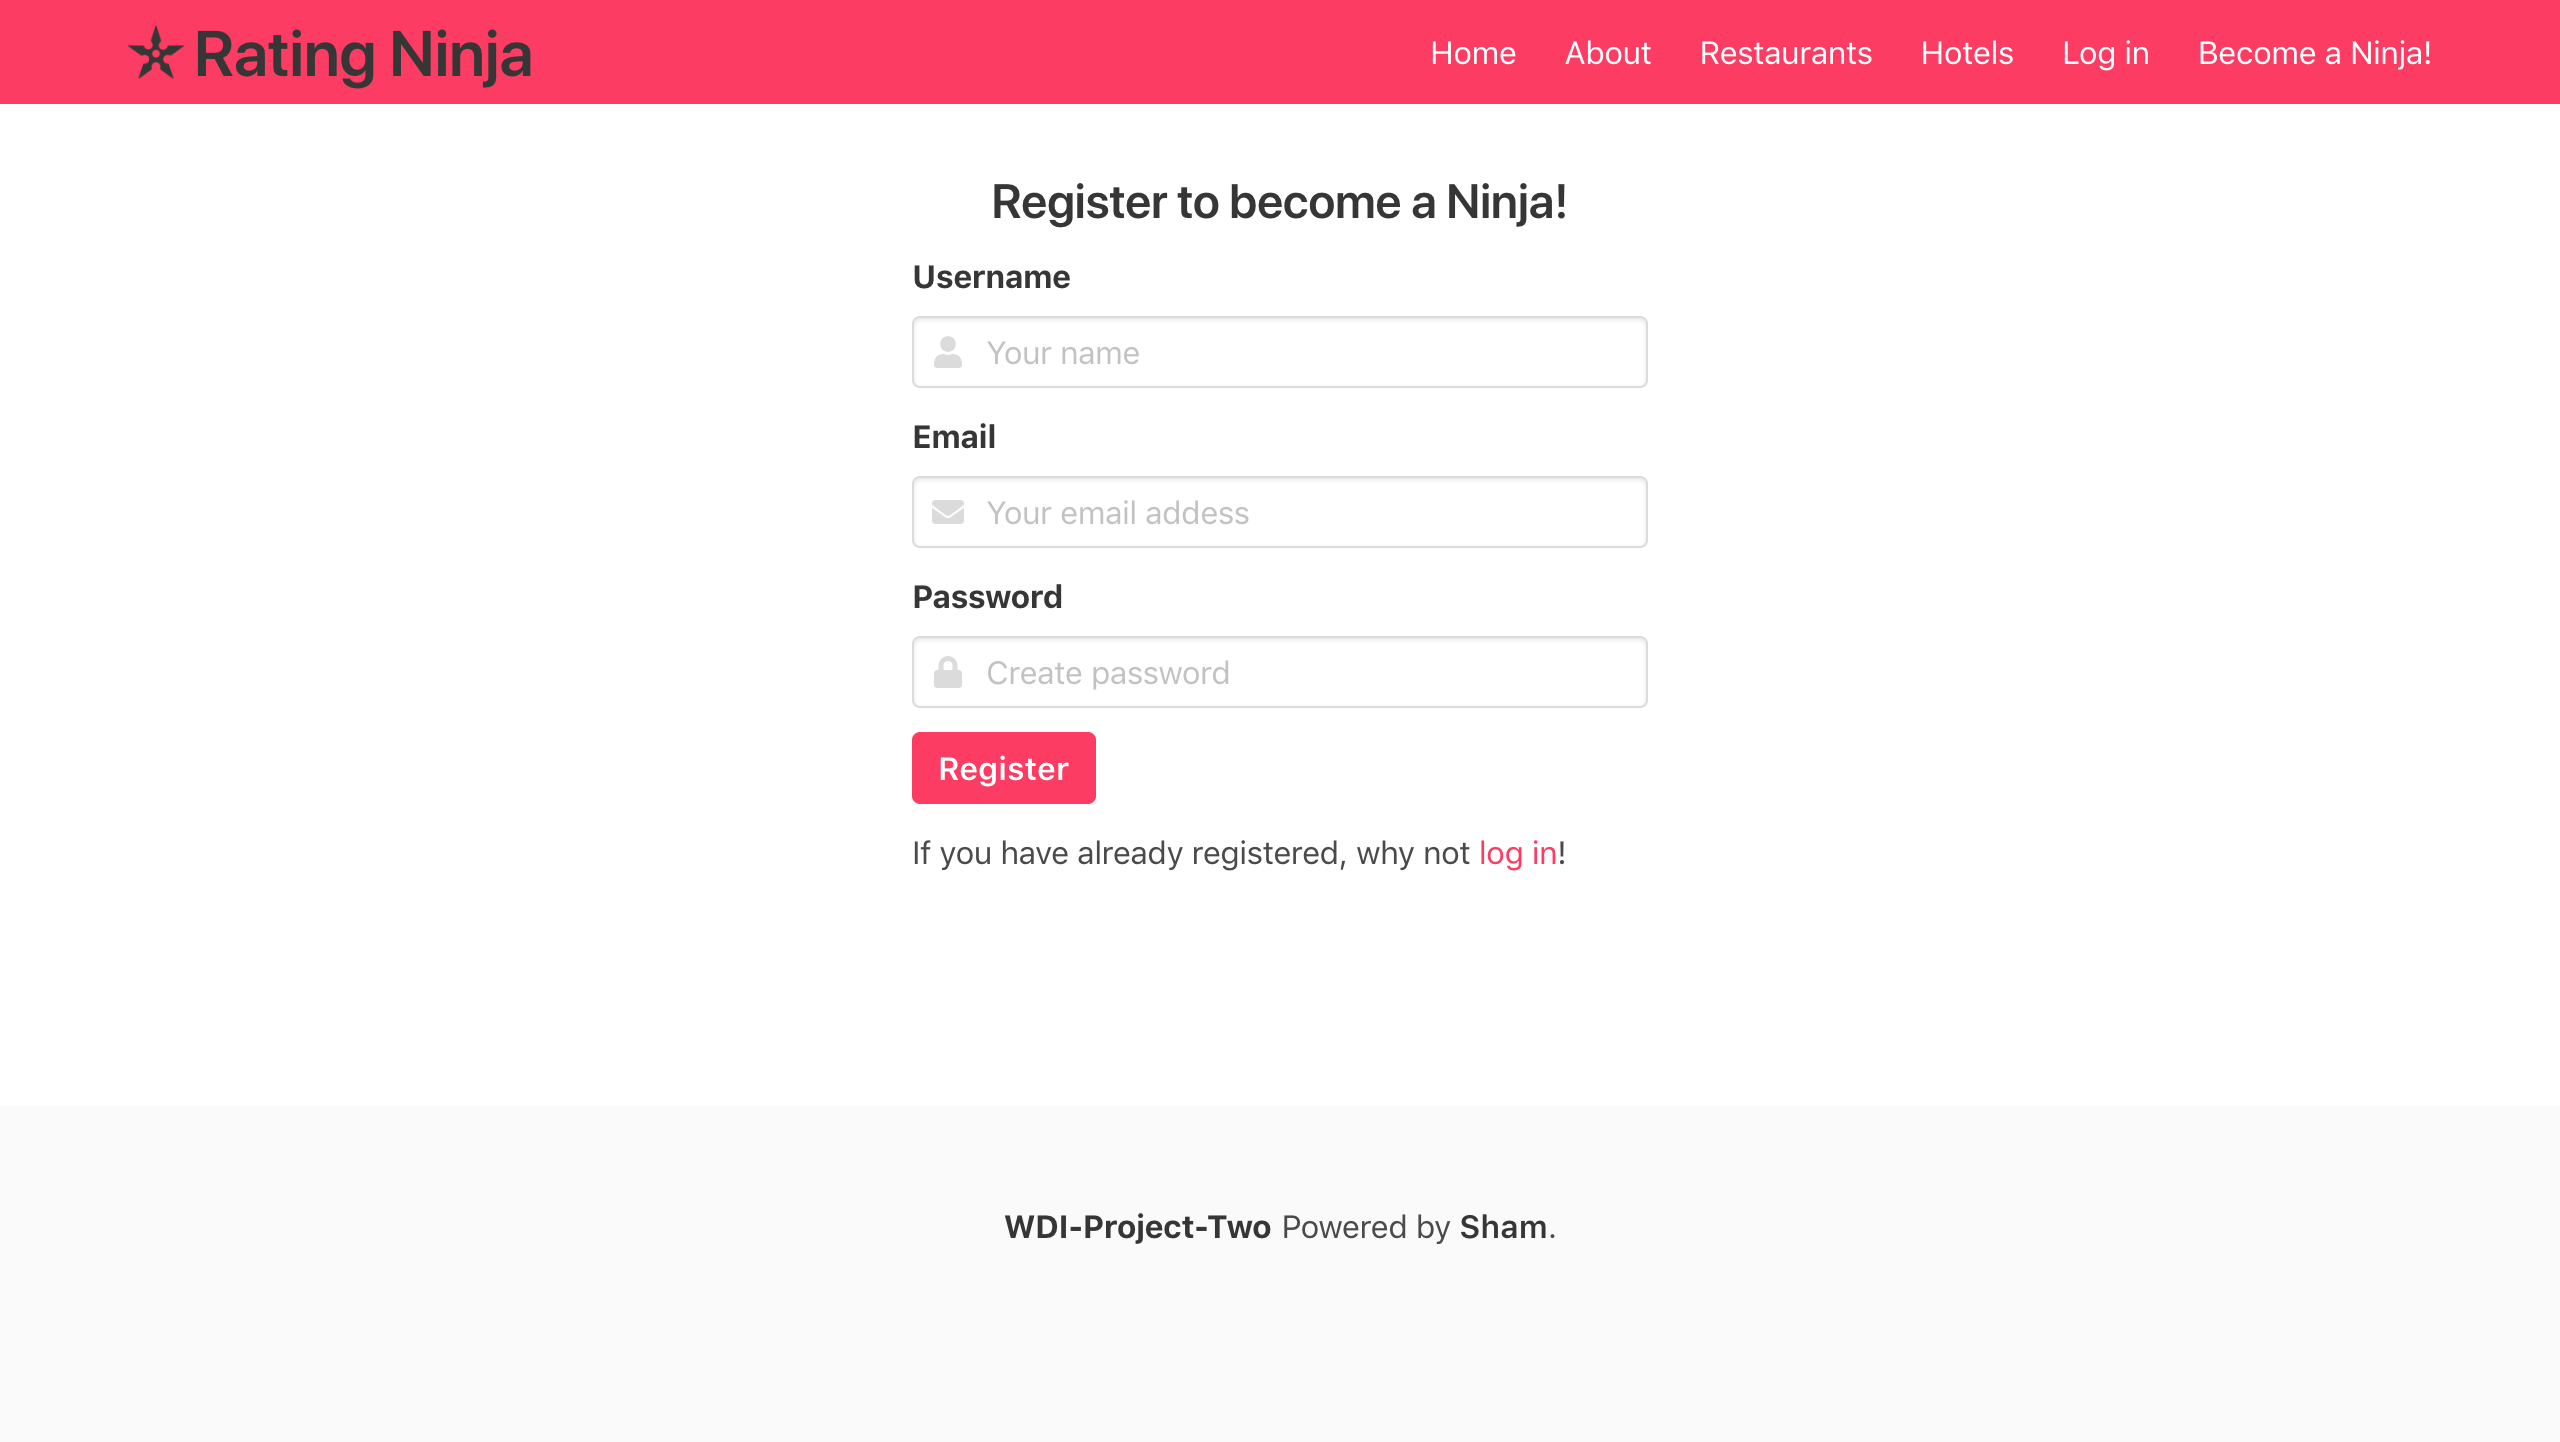 Rating Ninja
Home About Restaurants Hotels Log in Become a Ninja!
Register to become a Ninja!
Username
Your name
Email
Your email addess
Password
Create password
Register
If you have already registered, why not log in!
WDI-Project-Two Powered by Sham.